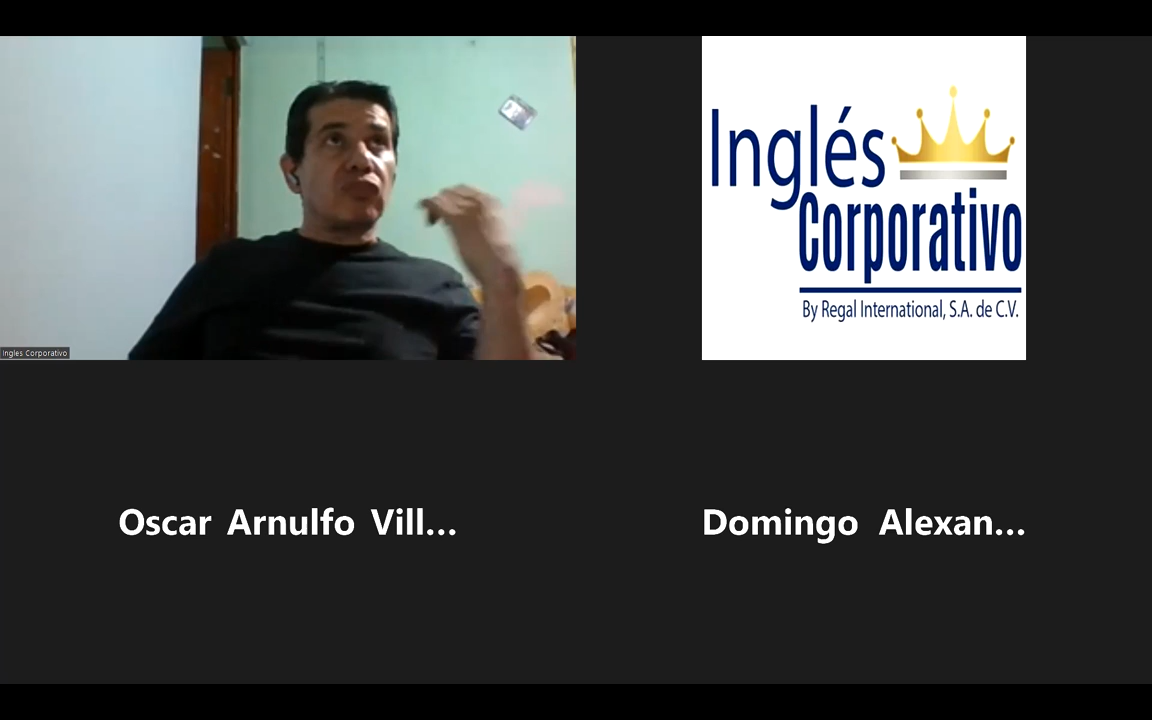 Inglés
Corporativo
By Regal International, S.A. de C.V.
Ingles Corporativo
Oscar Arnulfo Vill...
Domingo Alexan...